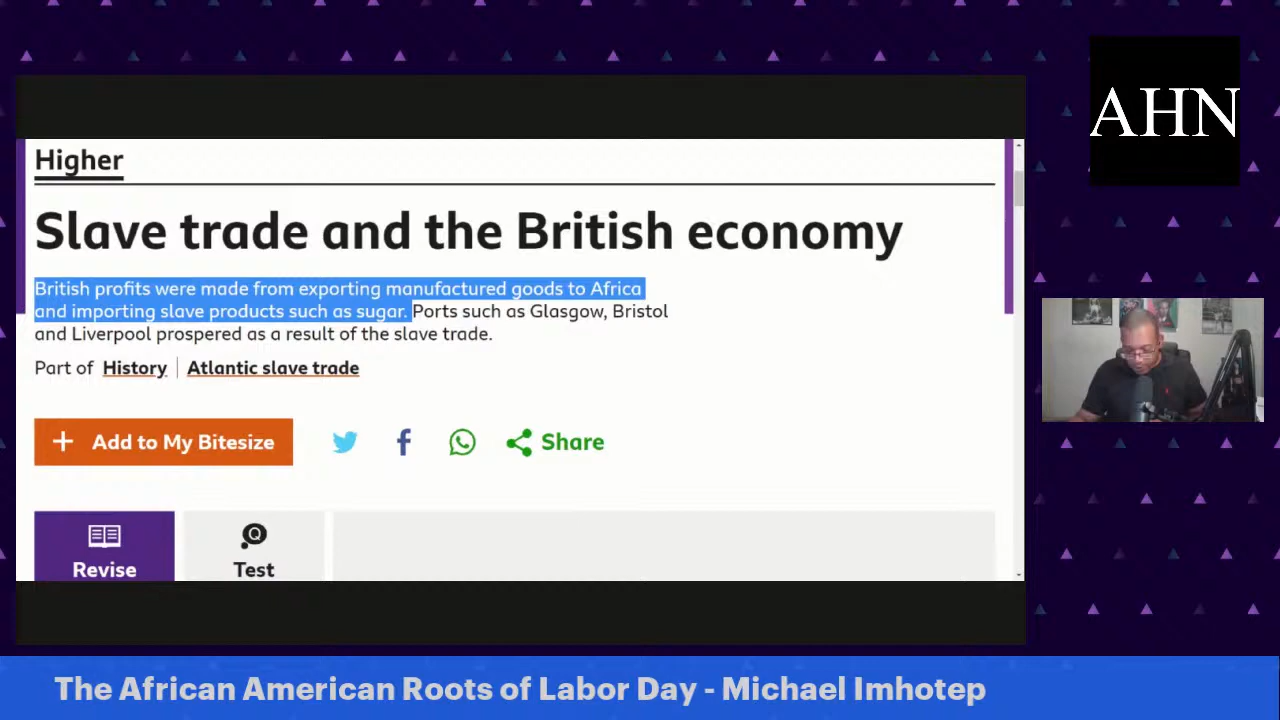 AHN
Higher
Slave trade and the British economy
British profits were made from exporting manufactured goods to Africa
and importing slave products such as sugar. Ports such as Glasgow, Bristol
and Liverpool prospered as a result of the slave trade.
Part of History Atlantic slave trade
+ Add to My Bitesize Share
Revise Test
The African American Roots of Labor Day - Michael Imhotep